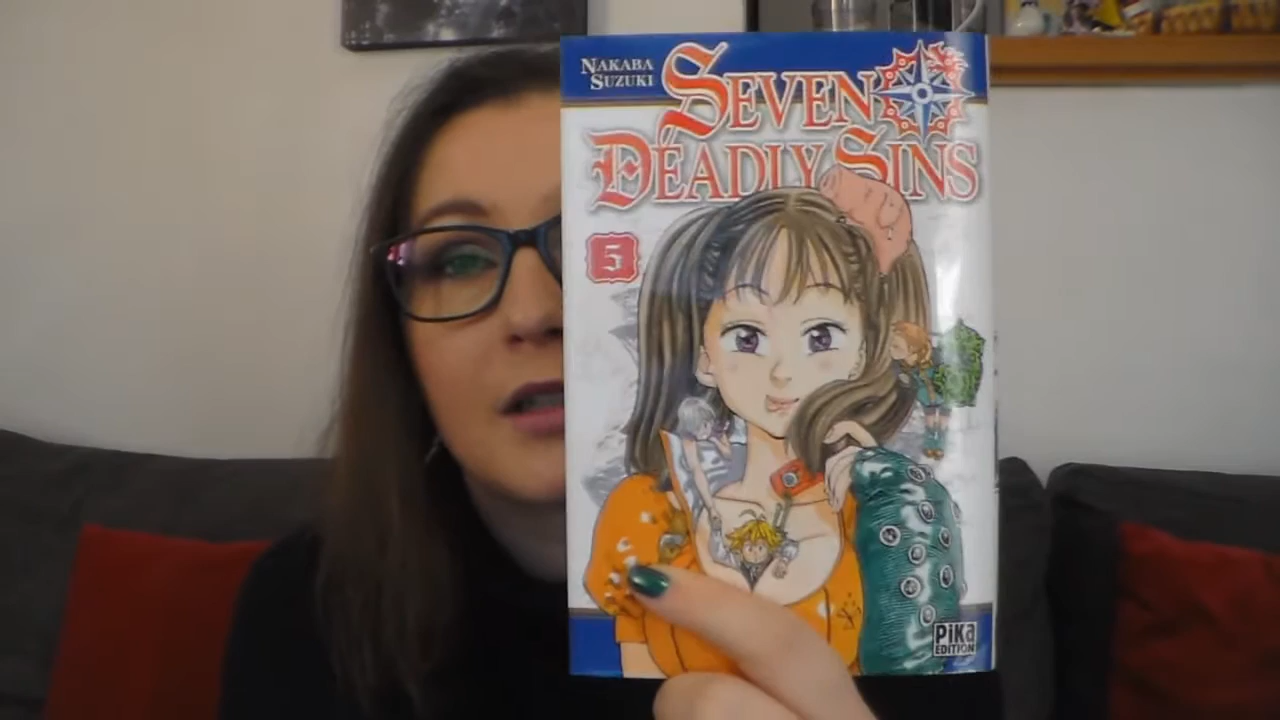 NAKABA
SUZUKI
SEVEN
DEADLY SINS
5
PiKa
EDITION